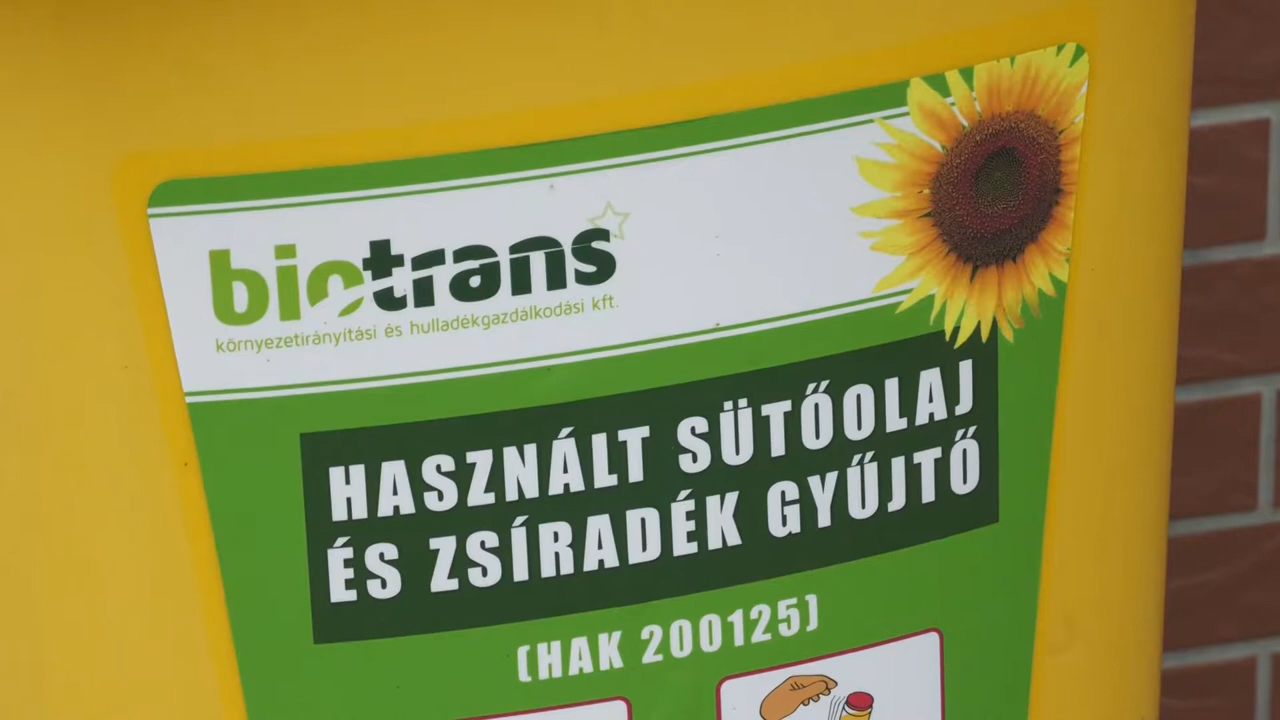 biotrans
környezetirányítási és hulladékgazdálkodási kft.
HASZNÁLT SÜTŐOLAJ
ÉS ZSÍRADÉK GYŰJTŐ
(HAK 200125)